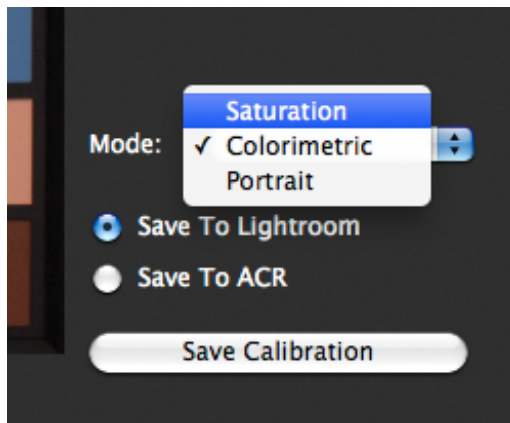 Saturation
Mode: ✓ Colorimetric
Portrait
Save To Lightroom
Save To ACR
Save Calibration